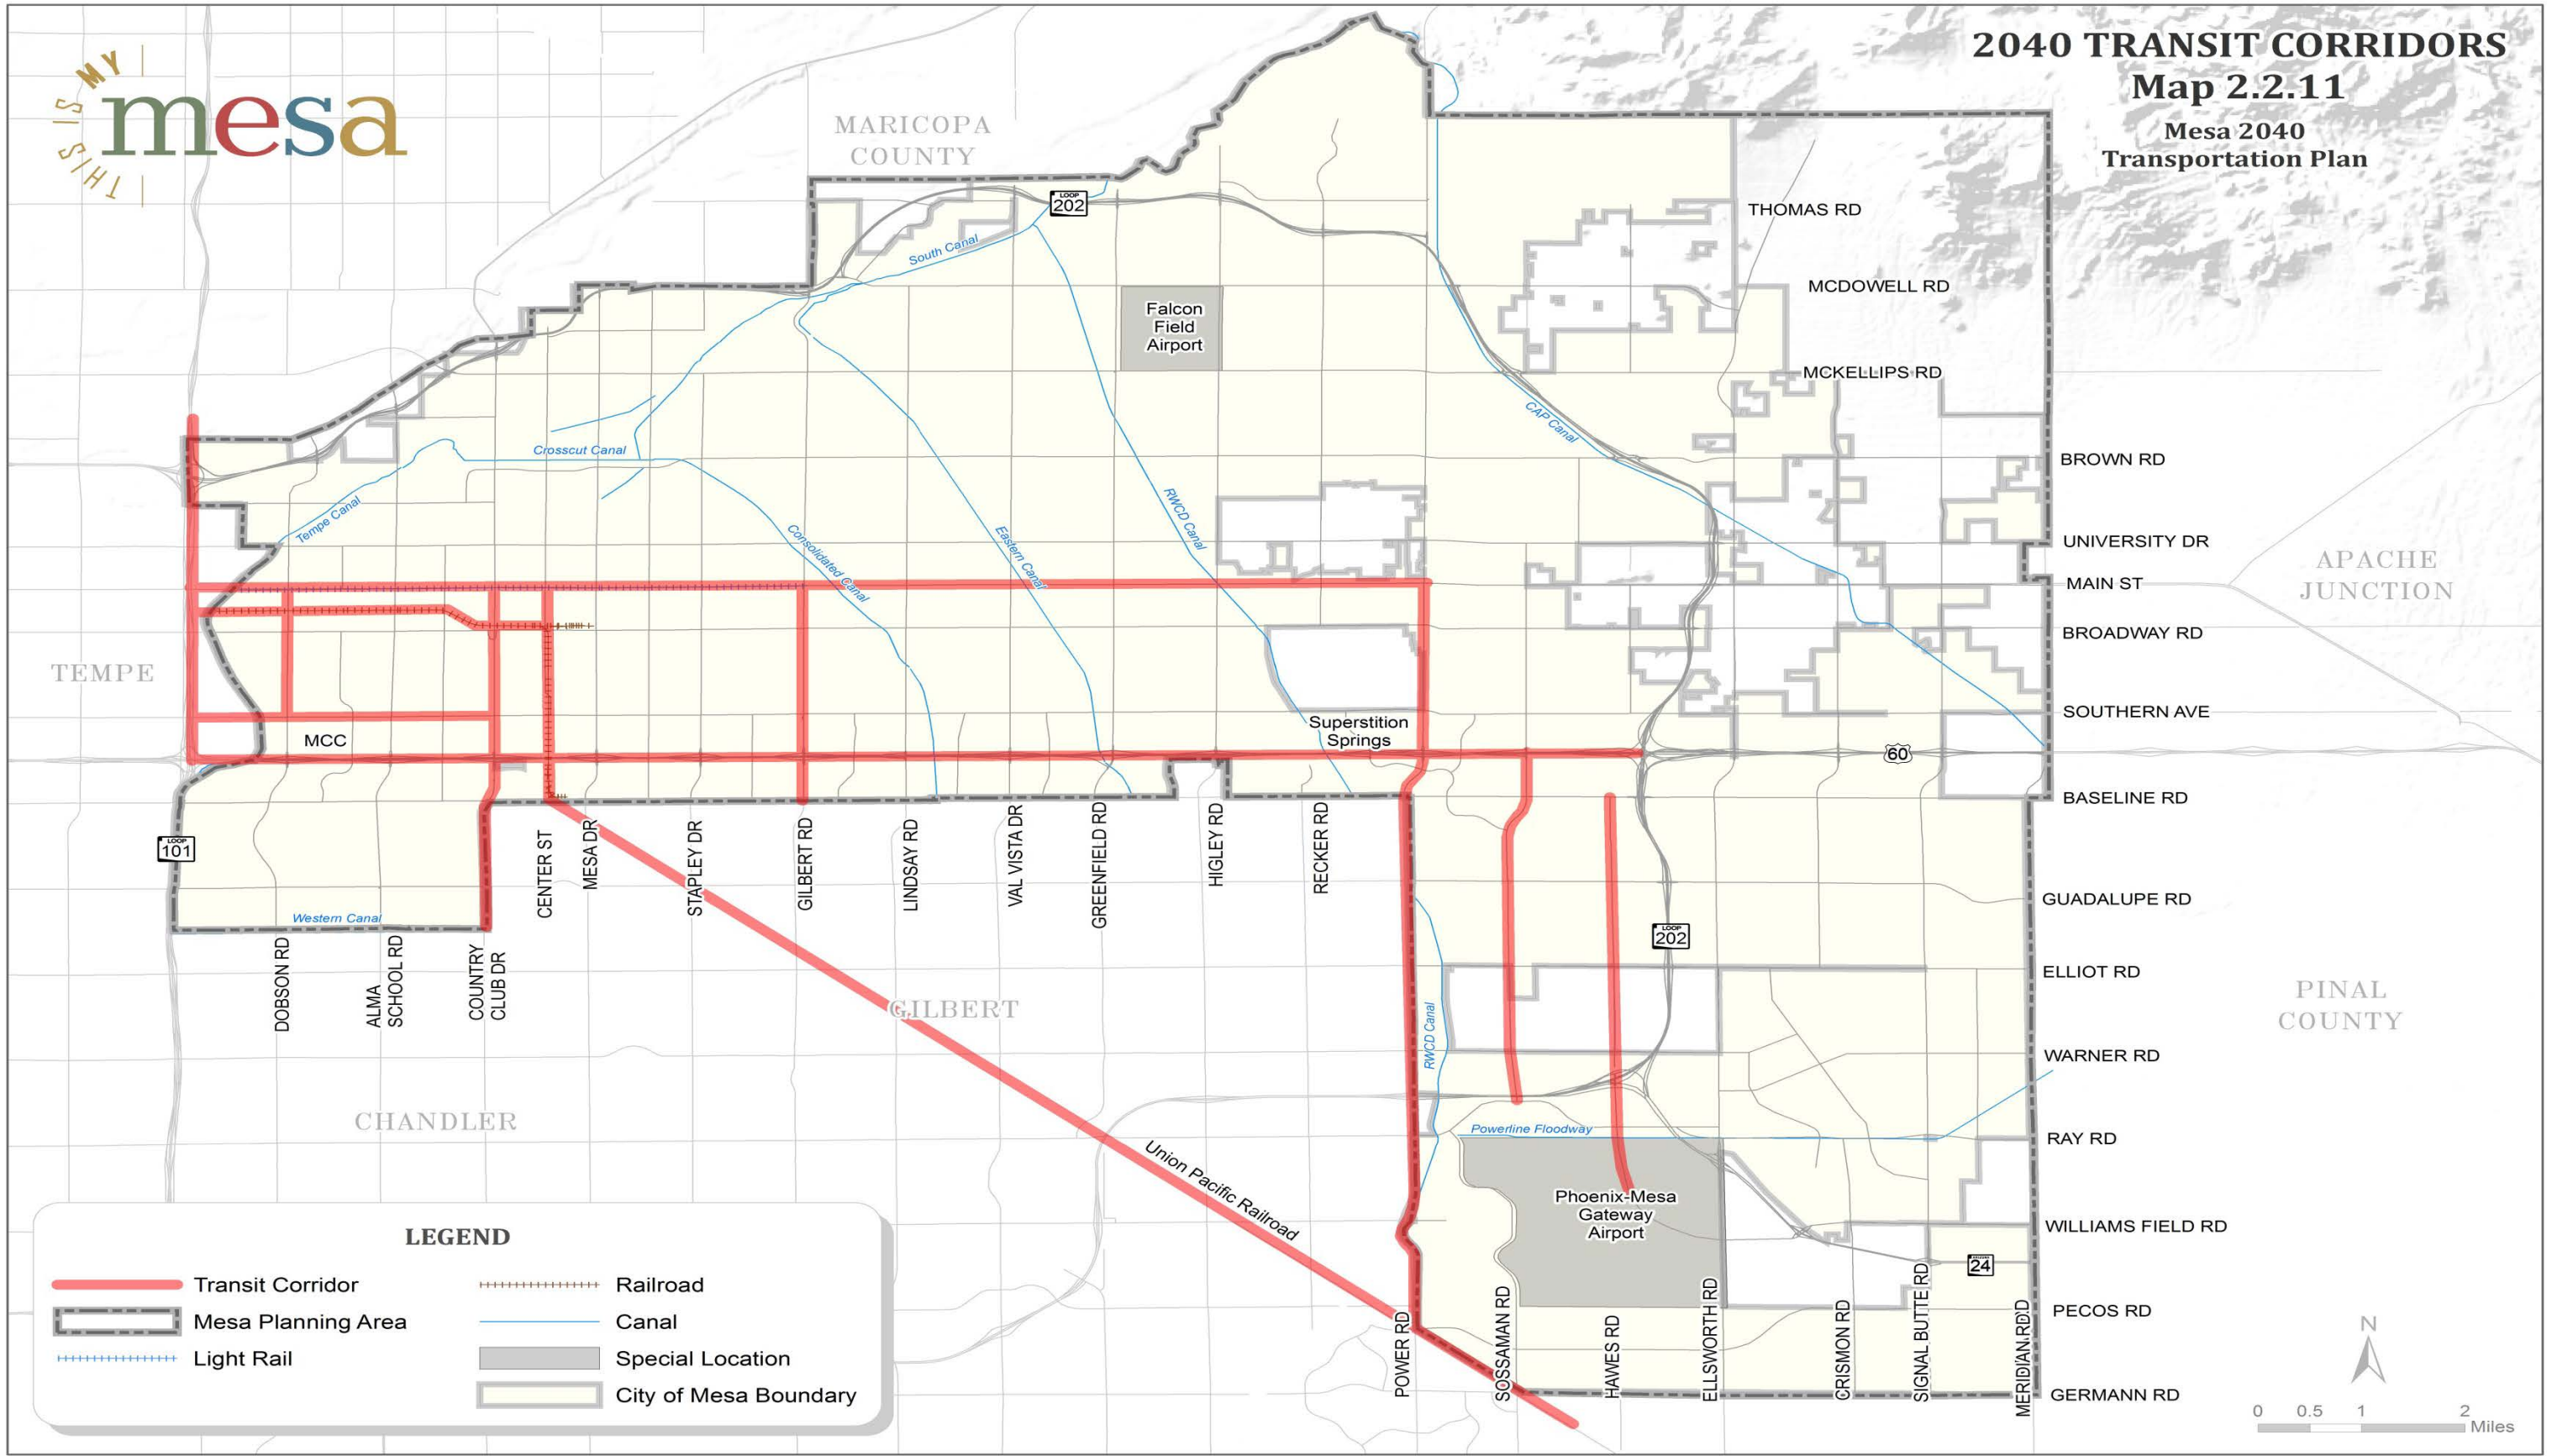 THIS IS MY
mesa
2040 TRANSIT CORRIDORS
Map 2.2.11
Mesa 2040
Transportation Plan
MARICOPA
COUNTY
LOOP
202
THOMAS RD
South Canal
MCDOWELL RD
Falcon
Field
Airport
MCKELLIPS RD
CAP Canal
Crosscut Canal
BROWN RD
Tempe Canal
RWCD Canal
Consolidated Canal
Eastern Canal
UNIVERSITY DR
APACHE
JUNCTION
MAIN ST
BROADWAY RD
TEMPE
SOUTHERN AVE
Superstition
Springs
MCC
60
BASELINE RD
LOOP
101
CENTER ST
MESA DR
STAPLEY DR
GILBERT RD
LINDSAY RD
VAL VISTA DR
GREENFIELD RD
HIGLEY RD
RECKER RD
GUADALUPE RD
Western Canal
LOOP
202
DOBSON RD
ALMA
SCHOOL RD
COUNTRY
CLUB DR
ELLIOT RD
GILBERT
PINAL
COUNTY
RWCD Canal
WARNER RD
CHANDLER
Powerline Floodway
RAY RD
Union Pacific Railroad
Phoenix-Mesa
Gateway
Airport
WILLIAMS FIELD RD
24
PECOS RD
POWER RD
SOSSAMAN RD
HAWES RD
ELLSWORTH RD
CRISMON RD
SIGNAL BUTTE RD
MERIDIAN RD
GERMANN RD
LEGEND
Transit Corridor
Mesa Planning Area
Light Rail
Railroad
Canal
Special Location
City of Mesa Boundary
N
0 0.5 1 2
Miles